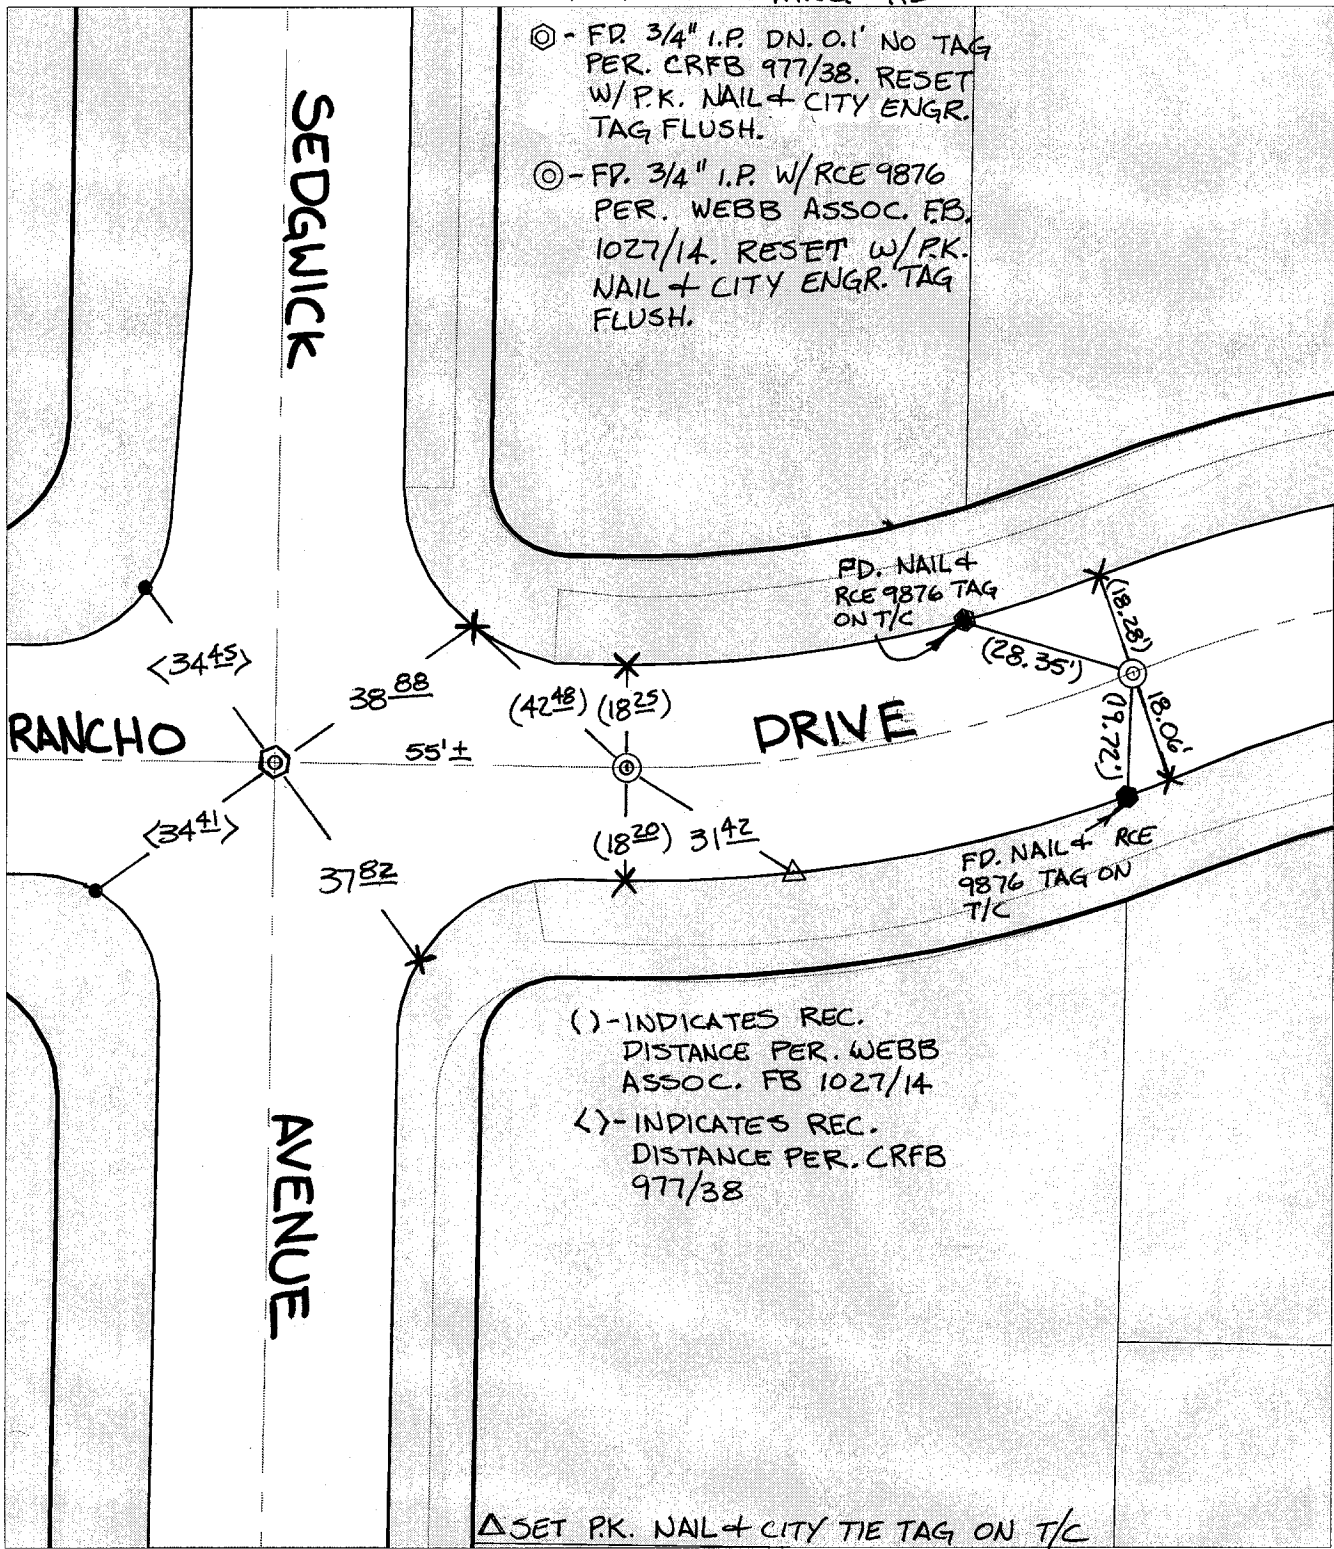 ⌬ - FD. 3/4" I.P. DN. 0.1' NO TAG
PER. CRFB 977/38. RESET
W/ P.K. NAIL & CITY ENGR.
TAG FLUSH.
◎ - FD. 3/4" I.P. W/RCE 9876
PER. WEBB ASSOC. F.B.
1027/14. RESET W/P.K.
NAIL & CITY ENGR. TAG
FLUSH.
SEDGWICK
FD. NAIL &
RCE 9876 TAG
ON T/C
(28.35')
(18.28')
<34 45>
38 88
(42 48)
(18 25)
RANCHO
DRIVE
55'±
(19.72')
18.06'
<34 41>
37 82
(18 20)
31 42
FD. NAIL & RCE
9876 TAG ON
T/C
( ) - INDICATES REC.
DISTANCE PER. WEBB
ASSOC. FB 1027/14
< > - INDICATES REC.
DISTANCE PER. CRFB
977/38
AVENUE
△ SET P.K. NAIL & CITY TIE TAG ON T/C